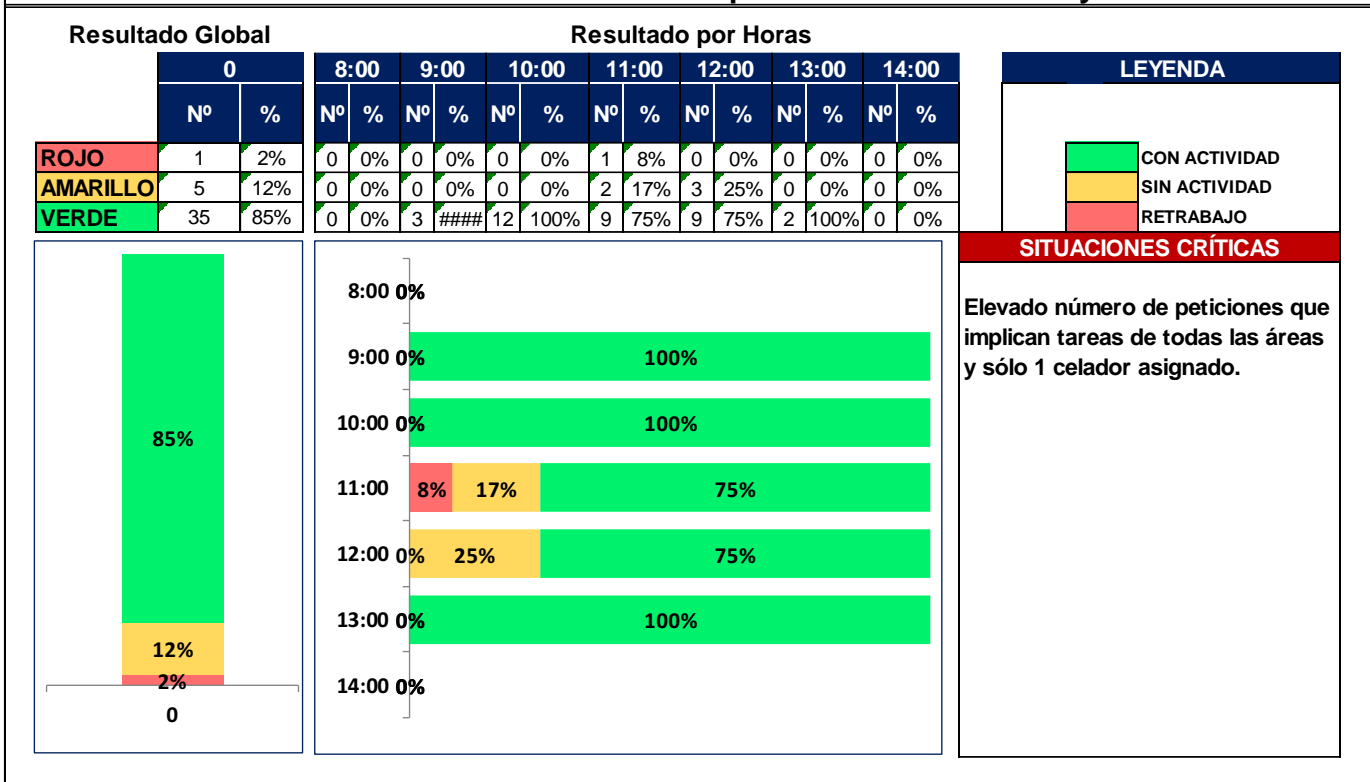 Resultado Global
Resultado por Horas
0 8:00 9:00 10:00 11:00 12:00 13:00 14:00
Nº % Nº % Nº % Nº % Nº % Nº % Nº % Nº %
ROJO 1 2% 0 0% 0 0% 0 0% 1 8% 0 0% 0 0% 0 0%
AMARILLO 5 12% 0 0% 0 0% 0 0% 2 17% 3 25% 0 0% 0 0%
VERDE 35 85% 0 0% 3 #### 12 100% 9 75% 9 75% 2 100% 0 0%
LEYENDA
CON ACTIVIDAD
SIN ACTIVIDAD
RETRABAJO
85%
12%
2%
0
8:00 0%
9:00 0% 100%
10:00 0% 100%
11:00 8% 17% 75%
12:00 0% 25% 75%
13:00 0% 100%
14:00 0%
SITUACIONES CRÍTICAS
Elevado número de peticiones que
implican tareas de todas las áreas
y sólo 1 celador asignado.